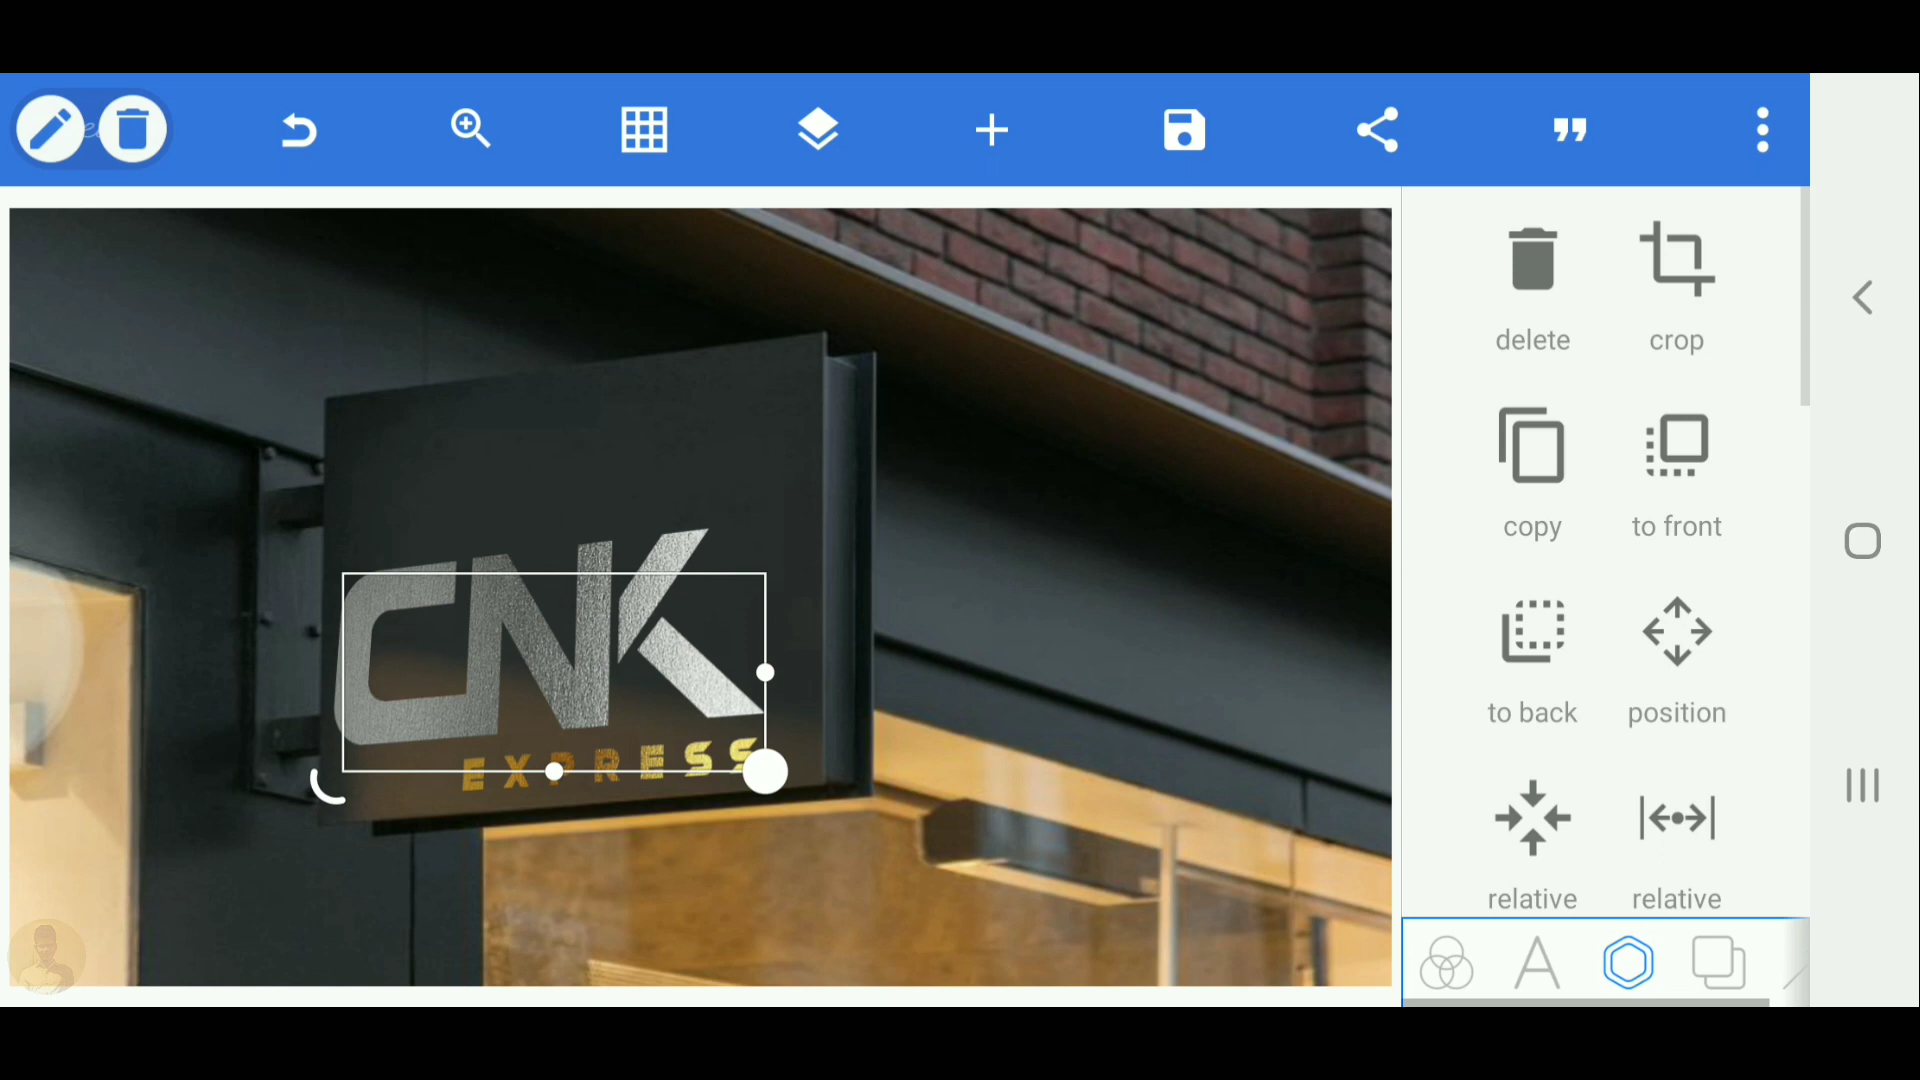 delete crop
CNK
EXPRESS
copy to front
to back position
relative relative